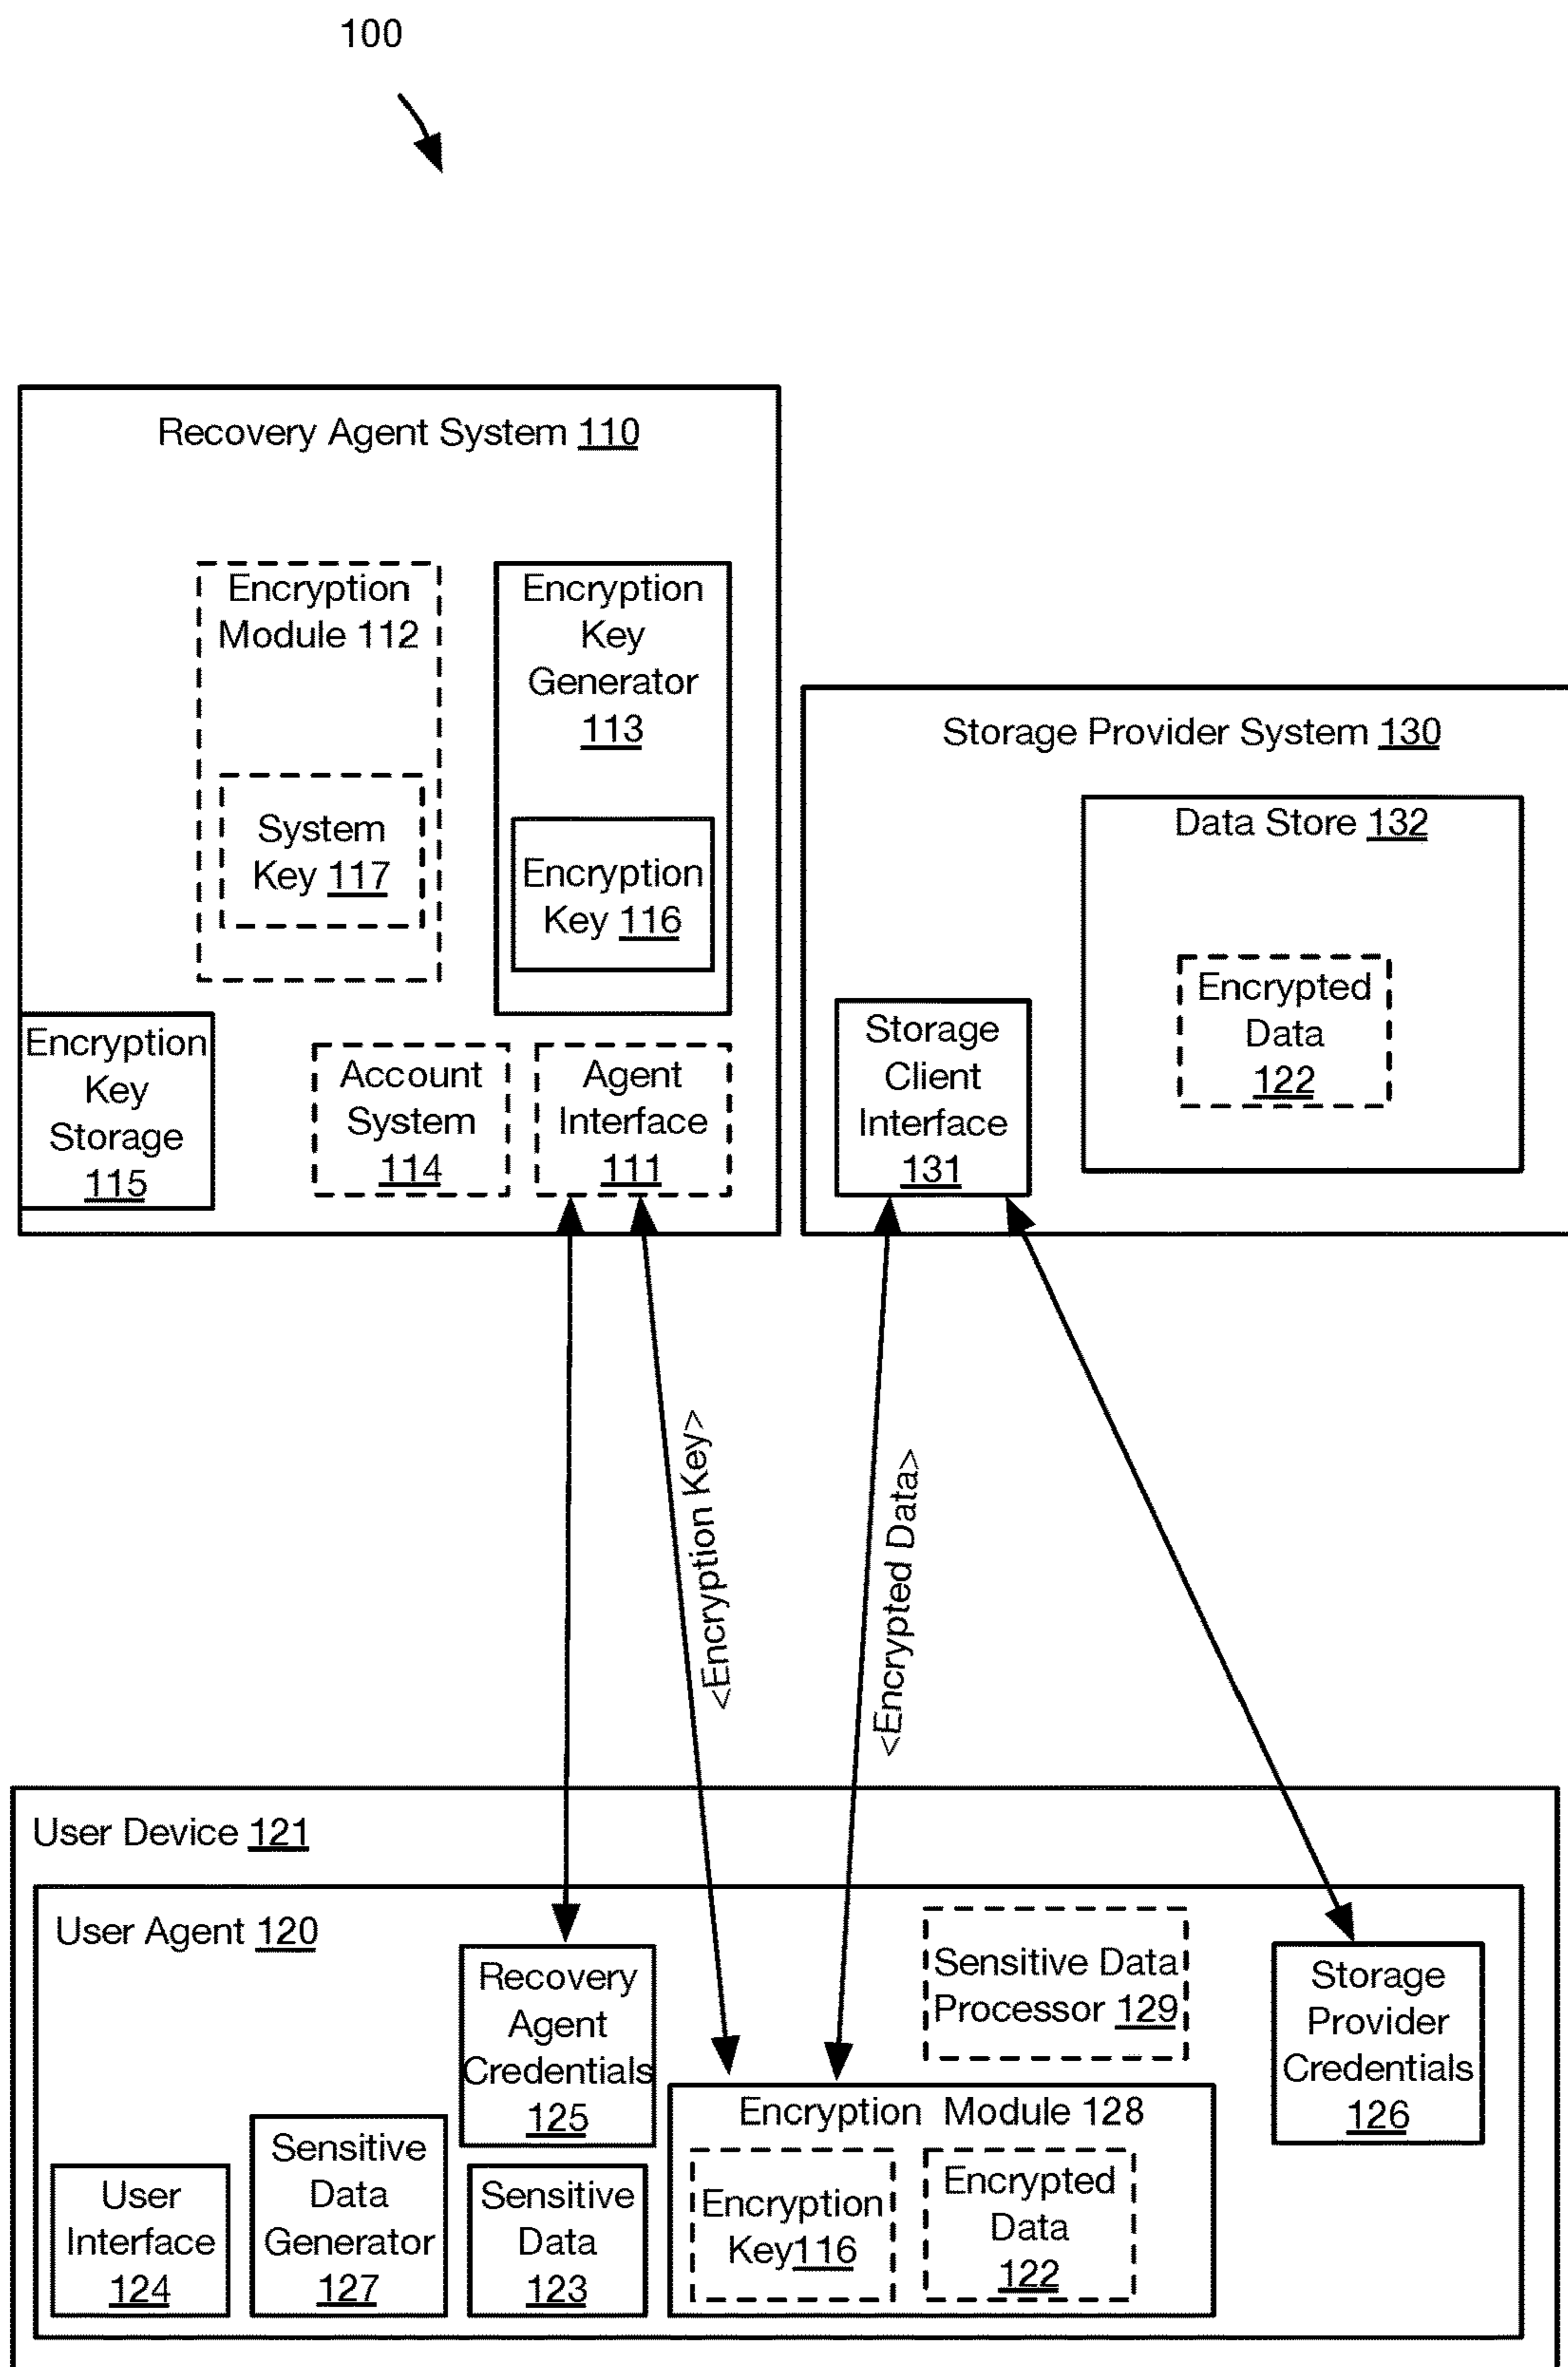 100
Recovery Agent System 110
Encryption
Module 112
System
Key 117
Encryption
Key
Generator
113
Encryption
Key 116
Encryption
Key
Storage
115
Account
System
114
Agent
Interface
111
Storage Provider System 130
Data Store 132
Encrypted
Data
122
Storage
Client
Interface
131
<Encryption Key>
<Encrypted Data>
User Device 121
User Agent 120
Recovery
Agent
Credentials
125
Sensitive Data
Processor 129
Storage
Provider
Credentials
126
User
Interface
124
Sensitive
Data
Generator
127
Sensitive
Data
123
Encryption Module 128
Encryption
Key116
Encrypted
Data
122